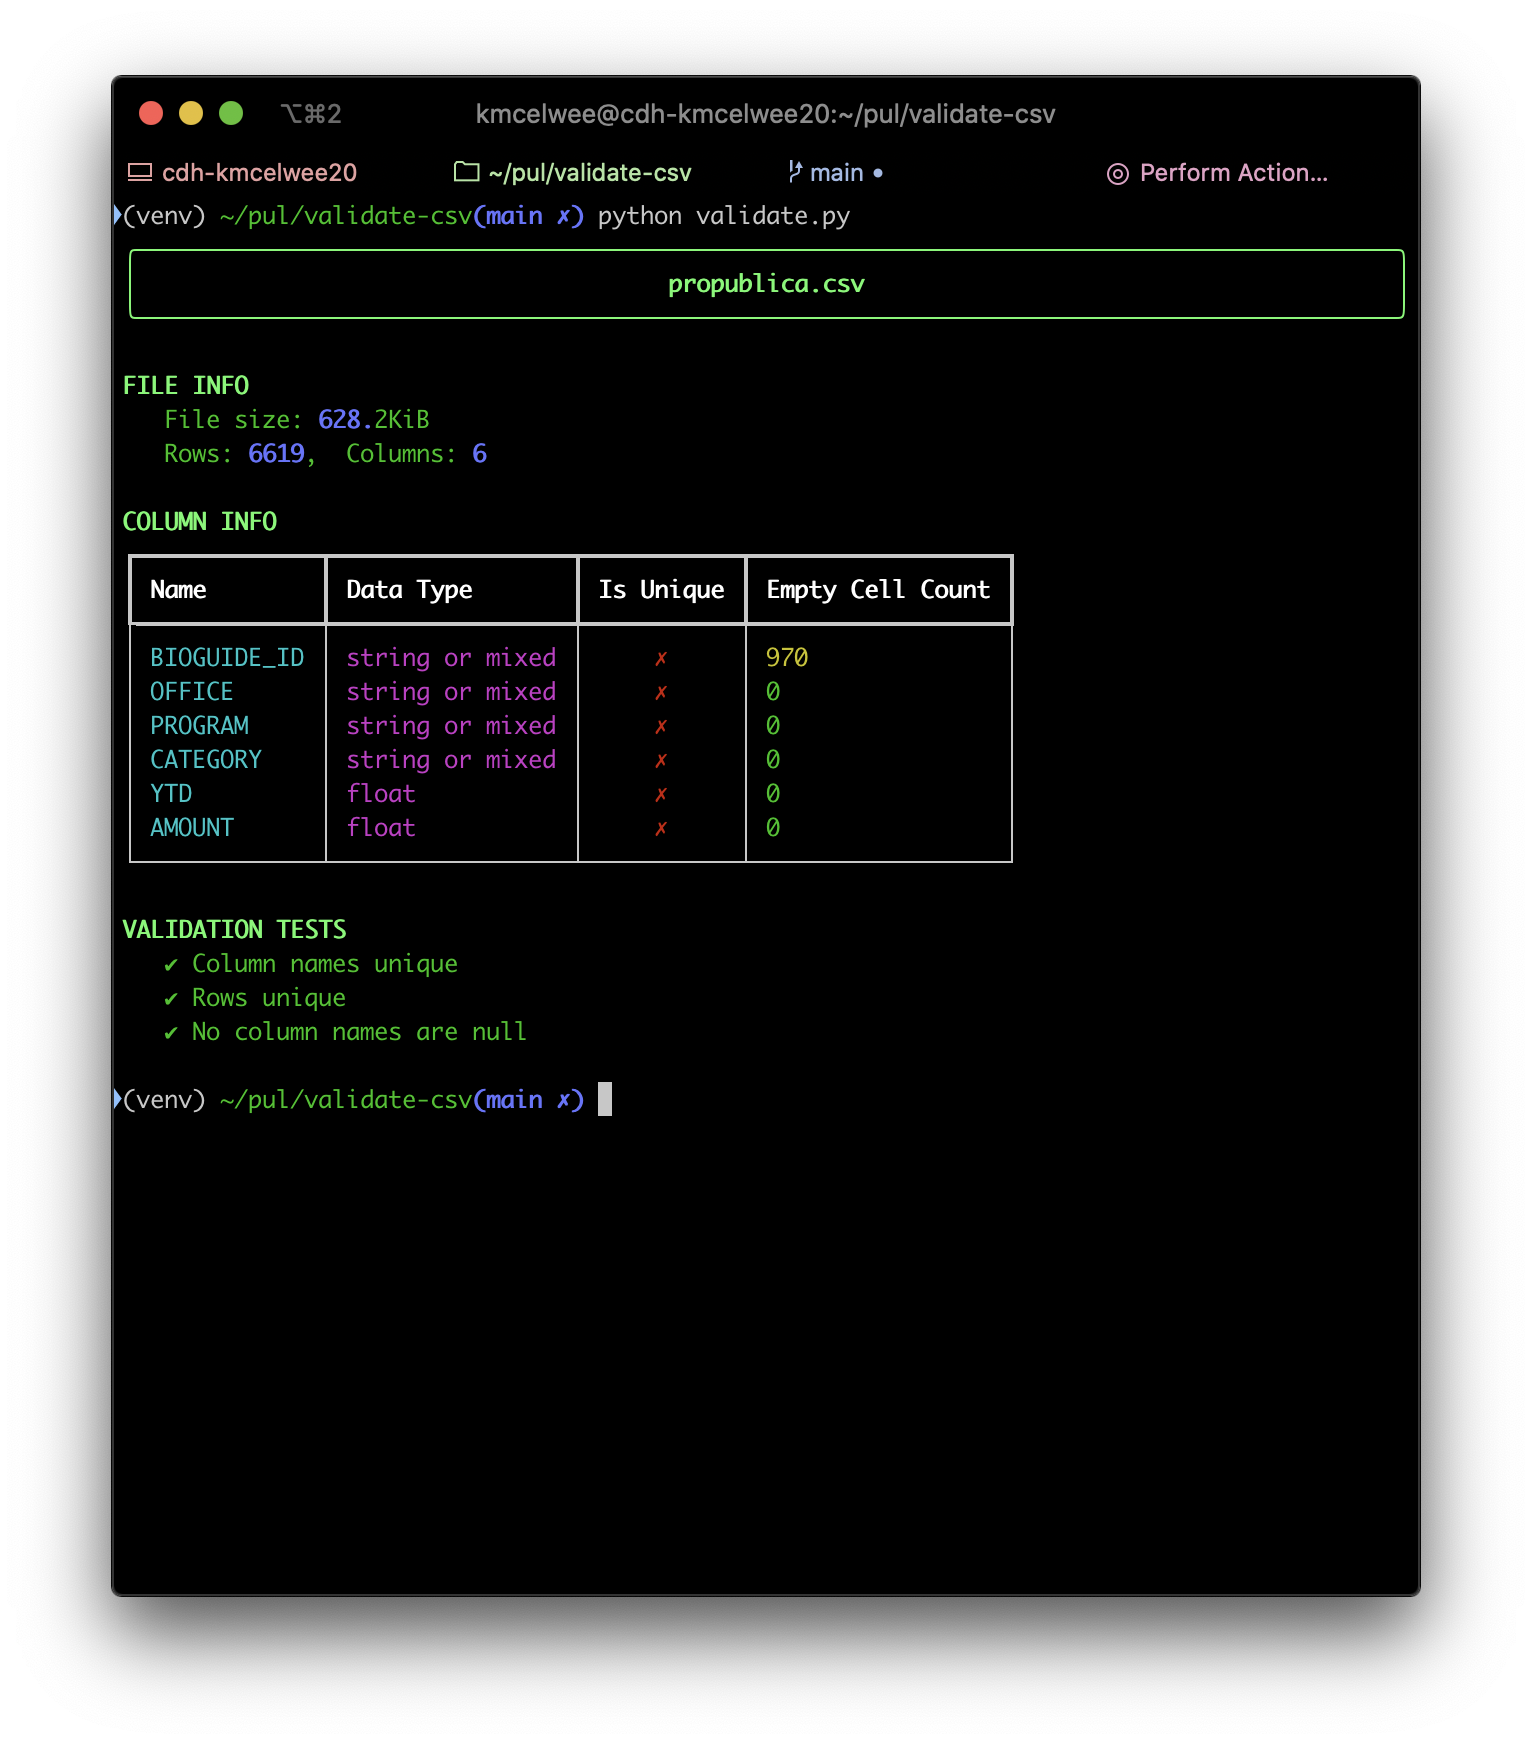 ⌥⌘2 kmcelwee@cdh-kmcelwee20:~/pul/validate-csv
cdh-kmcelwee20 ~/pul/validate-csv main • Perform Action...
(venv) ~/pul/validate-csv(main ✗) python validate.py
propublica.csv
FILE INFO
File size: 628.2KiB
Rows: 6619, Columns: 6
COLUMN INFO
Name Data Type Is Unique Empty Cell Count
BIOGUIDE_ID string or mixed ✗ 970
OFFICE string or mixed ✗ 0
PROGRAM string or mixed ✗ 0
CATEGORY string or mixed ✗ 0
YTD float ✗ 0
AMOUNT float ✗ 0
VALIDATION TESTS
✔ Column names unique
✔ Rows unique
✔ No column names are null
(venv) ~/pul/validate-csv(main ✗)